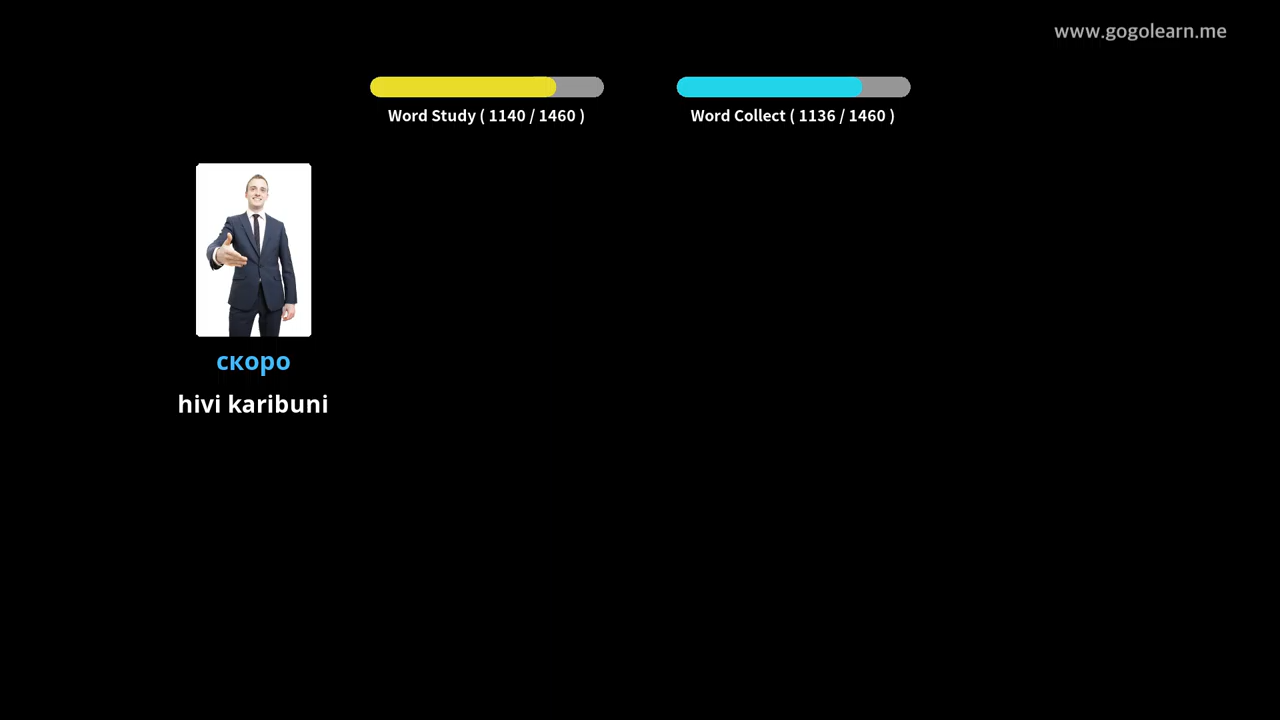 www.gogolearn.me
Word Study ( 1140 / 1460 )
Word Collect ( 1136 / 1460 )
скоро
hivi karibuni